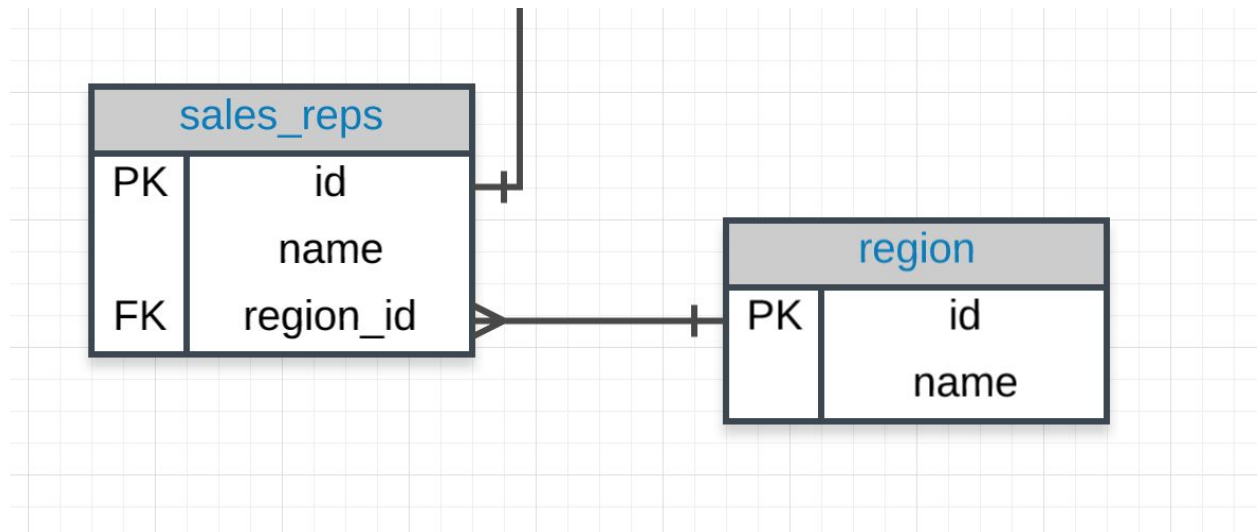 sales_reps
PK id
name
FK region_id
region
PK id
name